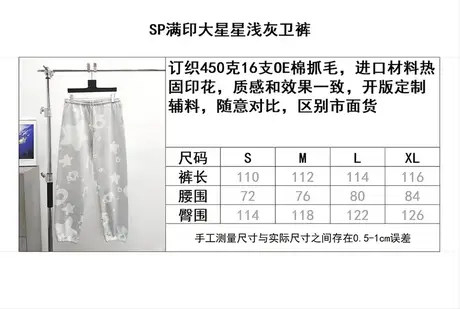 SP满印大星星浅灰卫裤
订织450克16支OE棉抓毛，进口材料热
固印花，质感和效果一致，开版定制
辅料，随意对比，区别市面货
尺码 S M L XL
裤长 110 112 114 116
腰围 72 76 80 84
臀围 114 118 122 126
手工测量尺寸与实际尺寸之间存在0.5-1cm误差